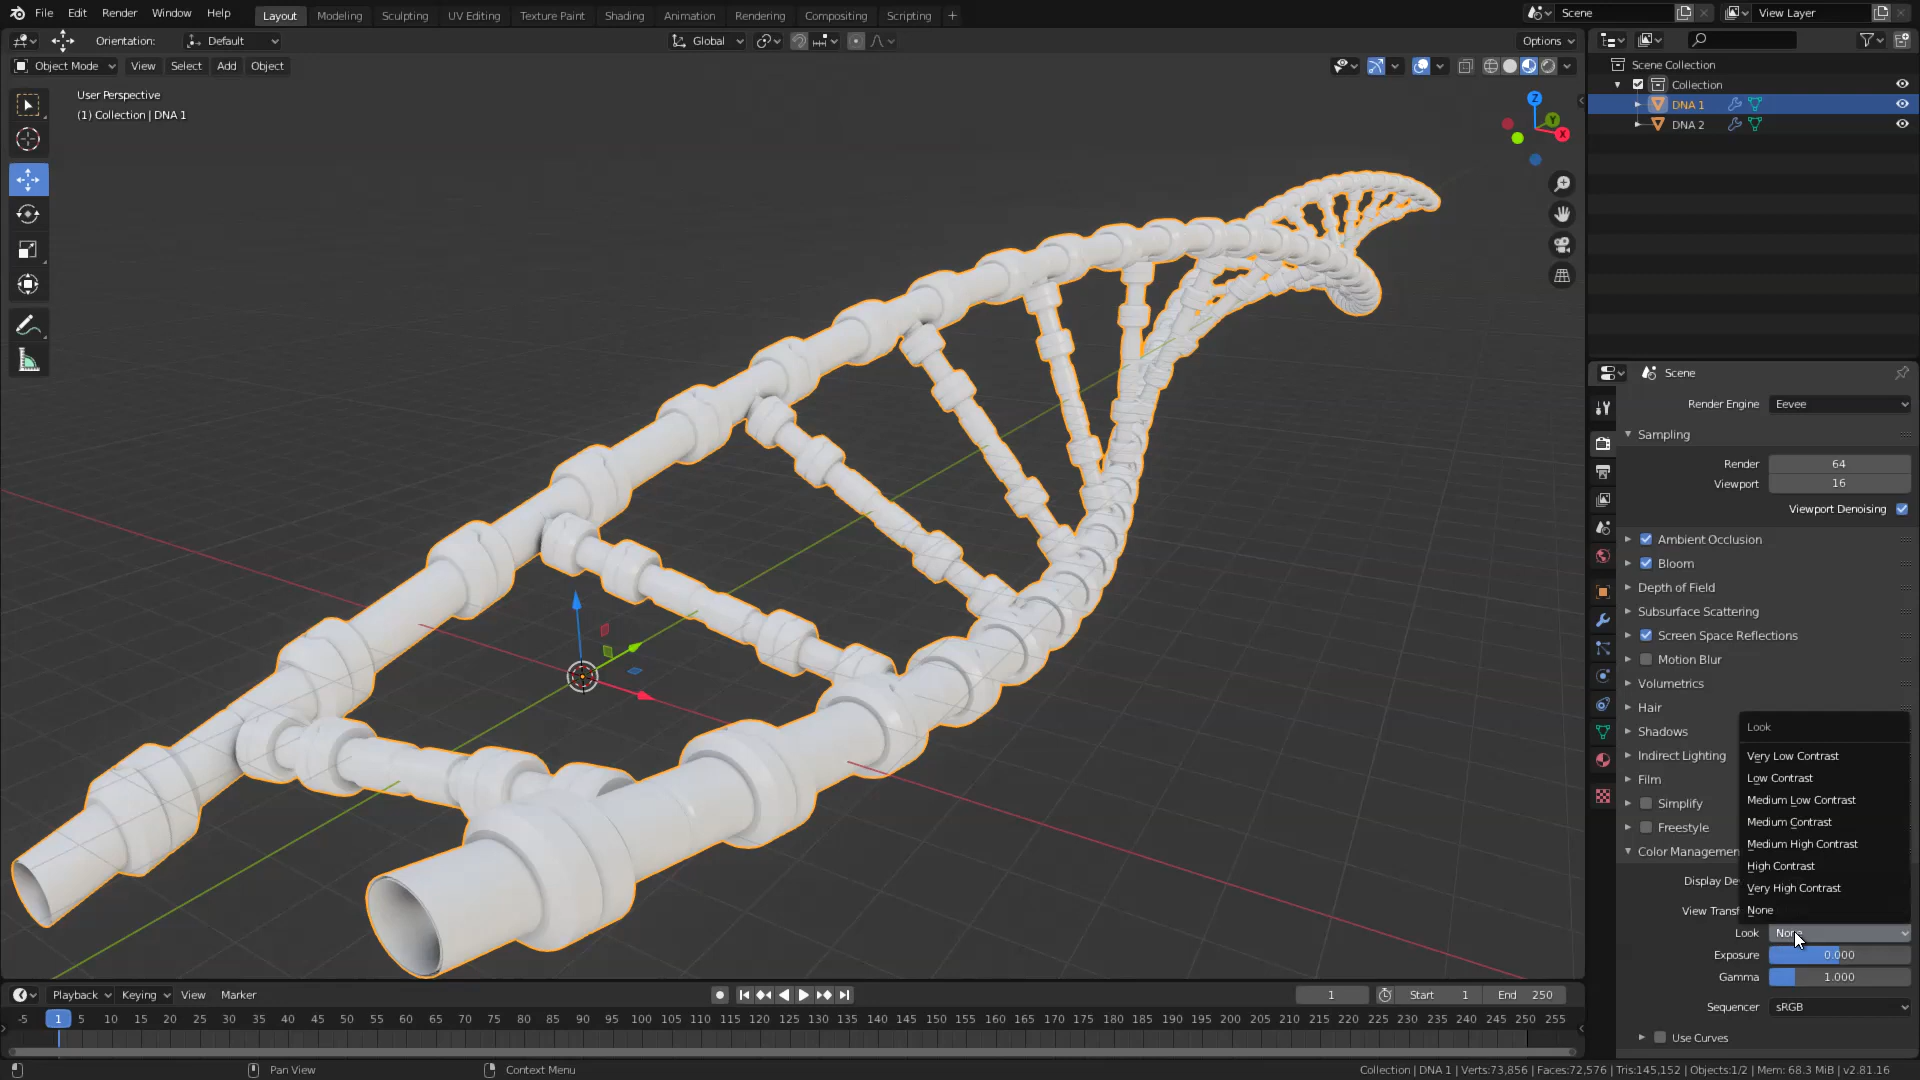 File Edit Render Window Help Layout Modeling Sculpting UV Editing Texture Paint Shading Animation Rendering Compositing Scripting + Scene View Layer
Orientation: Default Global Options
Object Mode View Select Add Object
User Perspective
(1) Collection | DNA 1
Z
Y
X
Scene Collection
Collection
DNA 1
DNA 2
Scene
Render Engine Eevee
Sampling
Render 64
Viewport 16
Viewport Denoising
Ambient Occlusion
Bloom
Depth of Field
Subsurface Scattering
Screen Space Reflections
Motion Blur
Volumetrics
Hair
Shadows
Indirect Lighting
Film
Simplify
Freestyle
Color Managemen
Display De
View Transf
Look
Very Low Contrast
Low Contrast
Medium Low Contrast
Medium Contrast
Medium High Contrast
High Contrast
Very High Contrast
None
Look None
Exposure 0.000
Gamma 1.000
Sequencer sRGB
Use Curves
Playback Keying View Marker 1 Start 1 End 250
-5 1 5 10 15 20 25 30 35 40 45 50 55 60 65 70 75 80 85 90 95 100 105 110 115 120 125 130 135 140 145 150 155 160 165 170 175 180 185 190 195 200 205 210 215 220 225 230 235 240 245 250 255
Pan View Context Menu Collection | DNA 1 | Verts:73,856 | Faces:72,576 | Tris:145,152 | Objects:1/2 | Mem: 68.3 MiB | v2.81.16